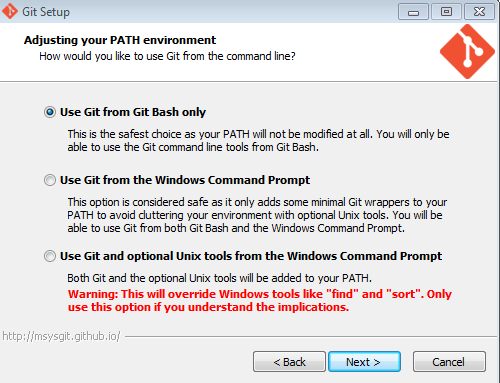 Git Setup
Adjusting your PATH environment
How would you like to use Git from the command line?
Use Git from Git Bash only
This is the safest choice as your PATH will not be modified at all. You will only
be able to use the Git command line tools from Git Bash.
Use Git from the Windows Command Prompt
This option is considered safe as it only adds some minimal Git wrappers to your
PATH to avoid cluttering your environment with optional Unix tools. You will be
able to use Git from both Git Bash and the Windows Command Prompt.
Use Git and optional Unix tools from the Windows Command Prompt
Both Git and the optional Unix tools will be added to your PATH.
Warning: This will override Windows tools like "find" and "sort". Only
use this option if you understand the implications.
http://msysgit.github.io/
< Back Next > Cancel